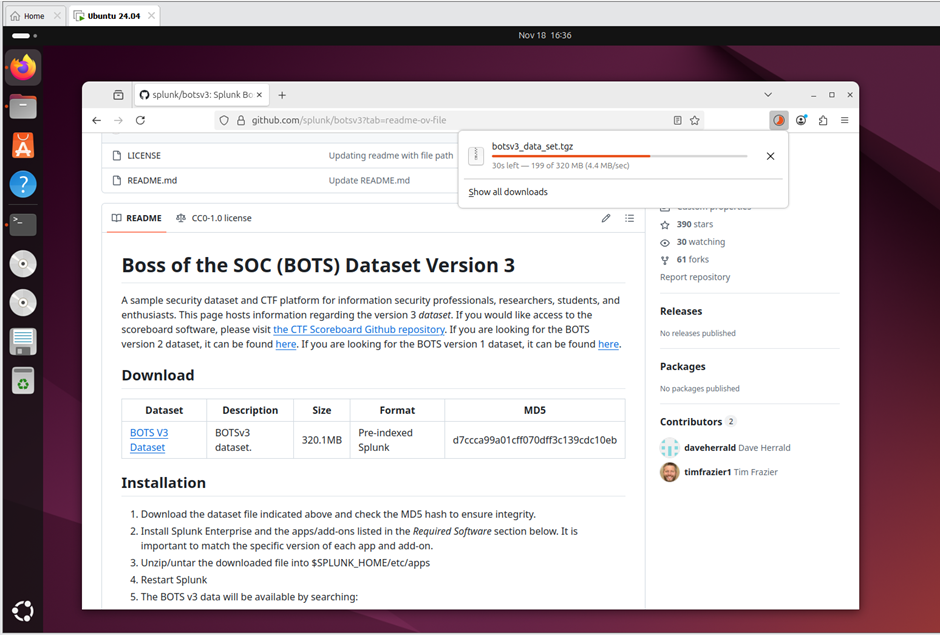 Home
Ubuntu 24.04
Nov 18 16:36
splunk/botsv3: Splunk Bo
github.com/splunk/botsv3?tab=readme-ov-file
botsv3_data_set.tgz
30s left — 199 of 320 MB (4.4 MB/sec)
Show all downloads
LICENSE
Updating readme with file path
README.md
Update README.md
README
CC0-1.0 license
Boss of the SOC (BOTS) Dataset Version 3
A sample security dataset and CTF platform for information security professionals, researchers, students, and
enthusiasts. This page hosts information regarding the version 3 dataset. If you would like access to the
scoreboard software, please visit the CTF Scoreboard Github repository. If you are looking for the BOTS
version 2 dataset, it can be found here. If you are looking for the BOTS version 1 dataset, it can be found here.
Download
Dataset Description Size Format MD5
BOTS V3 Dataset
BOTSv3 dataset.
320.1MB
Pre-indexed Splunk
d7ccca99a01cff070dff3c139cdc10eb
Installation
1. Download the dataset file indicated above and check the MD5 hash to ensure integrity.
2. Install Splunk Enterprise and the apps/add-ons listed in the Required Software section below. It is
important to match the specific version of each app and add-on.
3. Unzip/untar the downloaded file into $SPLUNK_HOME/etc/apps
4. Restart Splunk
5. The BOTS v3 data will be available by searching:
Custom properties
390 stars
30 watching
61 forks
Report repository
Releases
No releases published
Packages
No packages published
Contributors 2
daveherrald Dave Herrald
timfrazier1 Tim Frazier